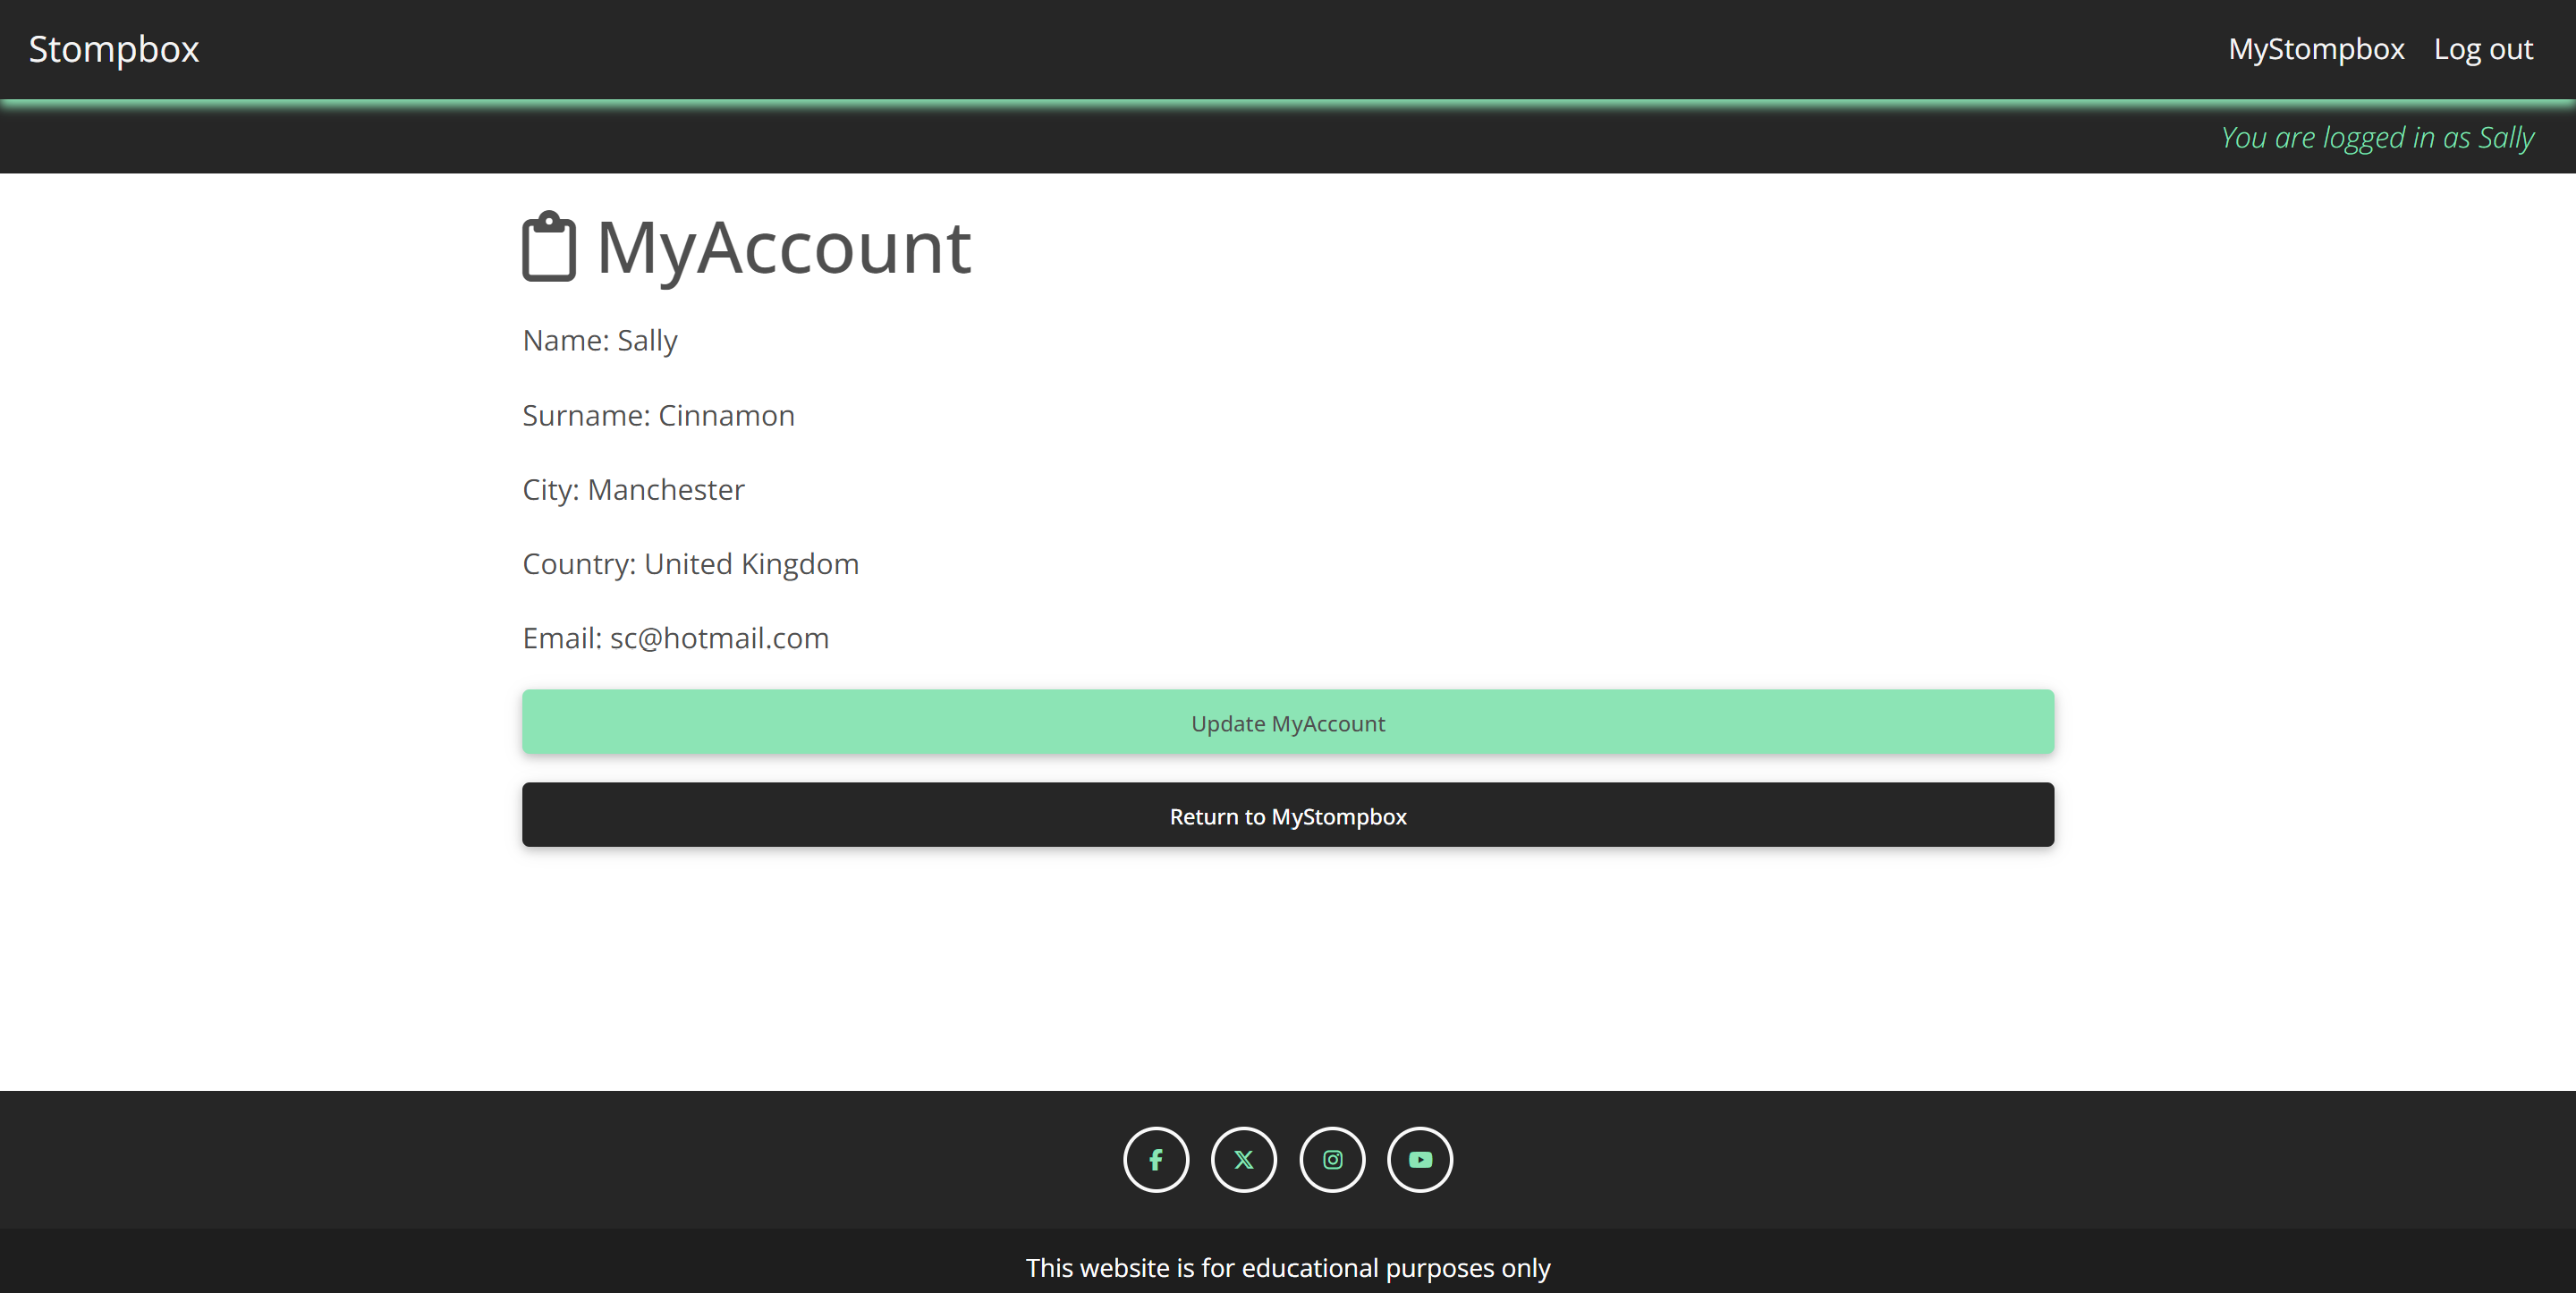 Stompbox
MyStompbox Log out
You are logged in as Sally
MyAccount
Name: Sally
Surname: Cinnamon
City: Manchester
Country: United Kingdom
Email: sc@hotmail.com
Update MyAccount
Return to MyStompbox
This website is for educational purposes only